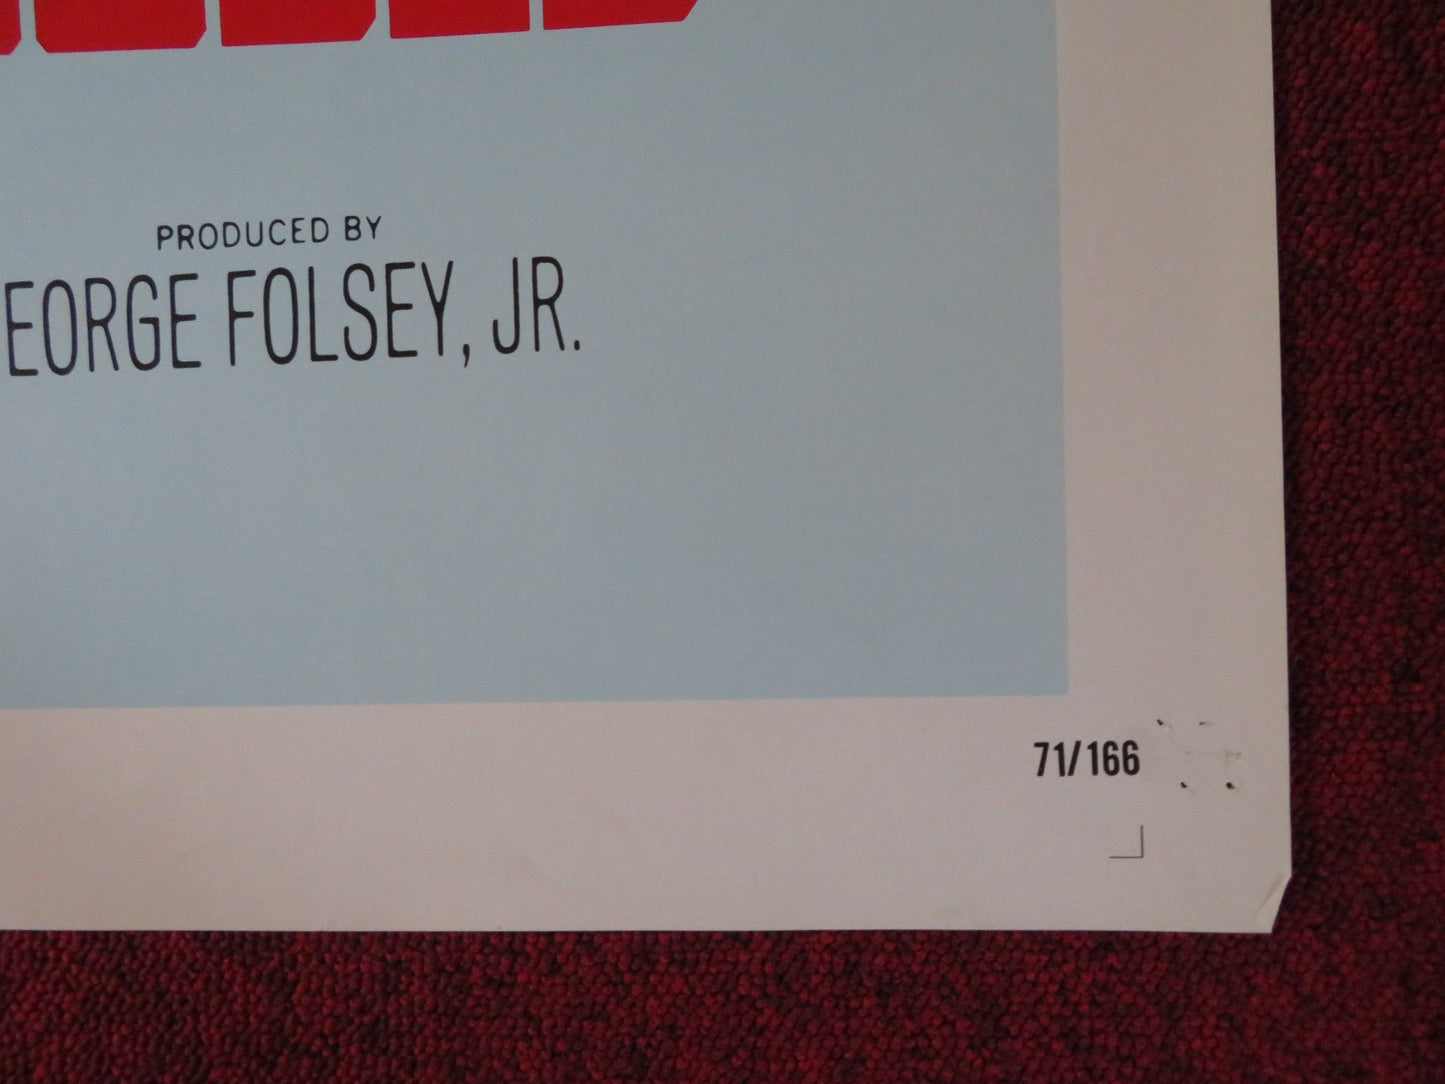 PRODUCED BY
EORGE FOLSEY, JR.
71/166